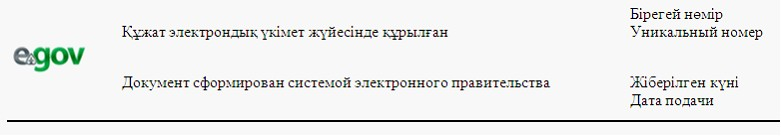 egov
Бірегей нөмір
Құжат электрондық үкімет жүйесінде құрылған
Уникальный номер
Документ сформирован системой электронного правительства
Жіберілген күні
Дата подачи